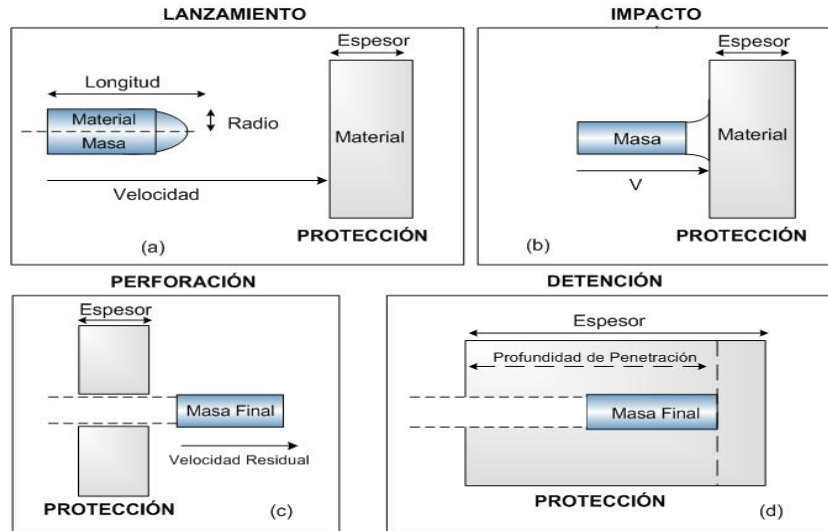 LANZAMIENTO
Espesor
Longitud
Material
Masa
Radio
Material
Velocidad
PROTECCIÓN
(a)
IMPACTO
Espesor
Masa
Material
V
PROTECCIÓN
(b)
PERFORACIÓN
Espesor
Masa Final
Velocidad Residual
PROTECCIÓN
(c)
DETENCIÓN
Espesor
Profundidad de Penetración
Masa Final
PROTECCIÓN
(d)